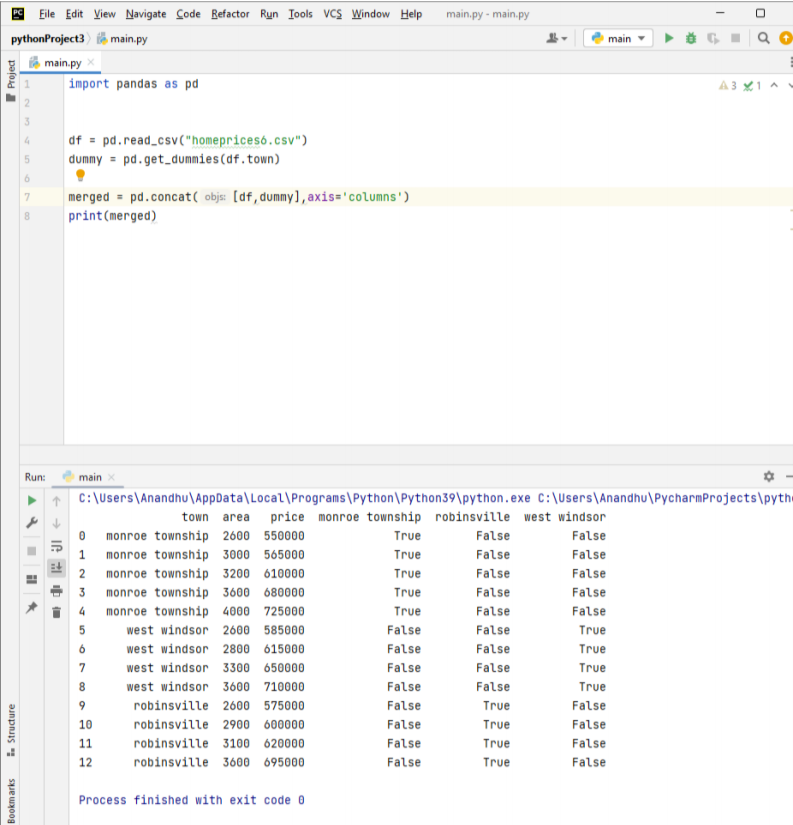 PC File Edit View Navigate Code Refactor Run Tools VCS Window Help main.py - main.py
pythonProject3 main.py main
Project
main.py
1 import pandas as pd 3 1
2
3
4 df = pd.read_csv("homeprices6.csv")
5 dummy = pd.get_dummies(df.town)
6
7 merged = pd.concat( objs: [df,dummy],axis='columns')
8 print(merged)
Run: main
C:\Users\Anandhu\AppData\Local\Programs\Python\Python39\python.exe C:\Users\Anandhu\PycharmProjects\pytho
town area price monroe township robinsville west windsor
0 monroe township 2600 550000 True False False
1 monroe township 3000 565000 True False False
2 monroe township 3200 610000 True False False
3 monroe township 3600 680000 True False False
4 monroe township 4000 725000 True False False
5 west windsor 2600 585000 False False True
6 west windsor 2800 615000 False False True
7 west windsor 3300 650000 False False True
8 west windsor 3600 710000 False False True
9 robinsville 2600 575000 False True False
10 robinsville 2900 600000 False True False
11 robinsville 3100 620000 False True False
12 robinsville 3600 695000 False True False
Process finished with exit code 0
Structure
Bookmarks